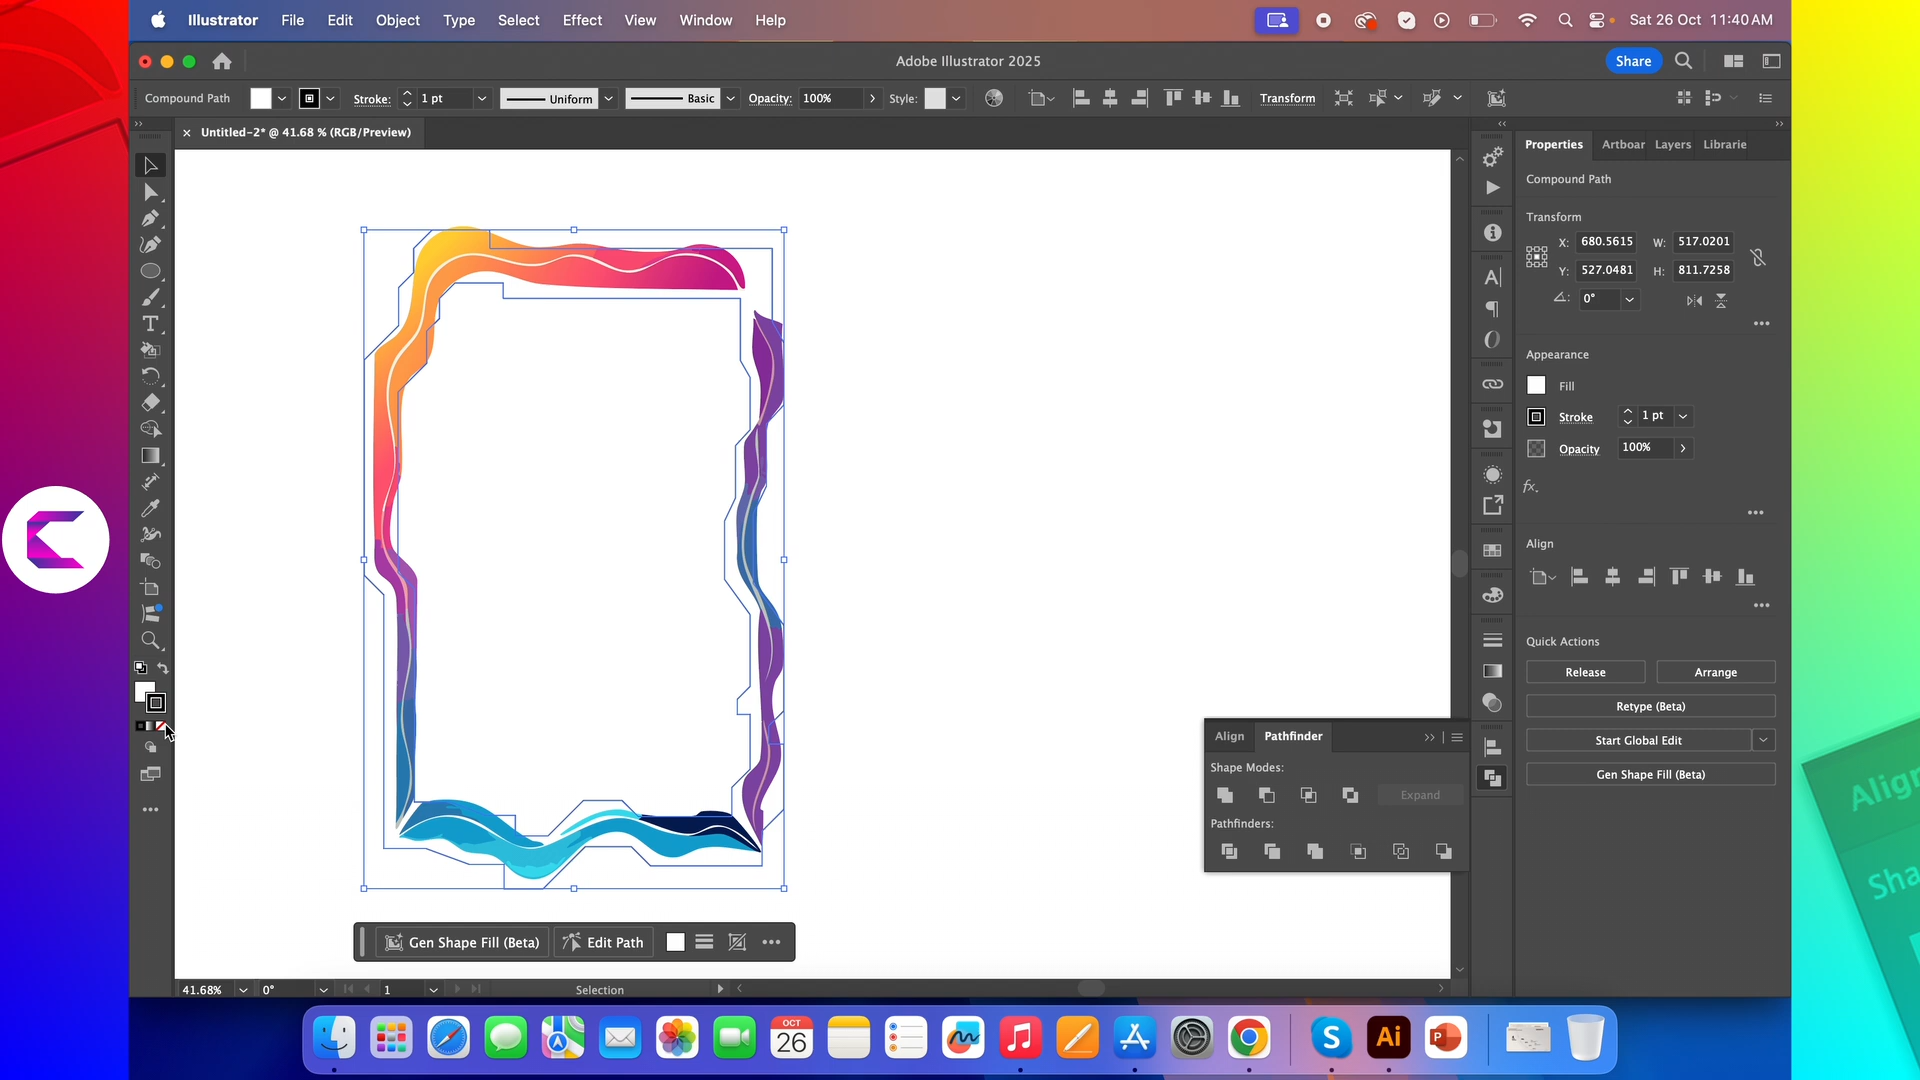 Illustrator File Edit Object Type Select Effect View Window Help Sat 26 Oct 11:40 AM
Adobe Illustrator 2025 Share
Compound Path Stroke: 1 pt Uniform Basic Opacity: 100% Style: Transform
Untitled-2* @ 41.68 % (RGB/Preview)
Properties Artboar Layers Librarie
Compound Path
Transform
X: 680.5615 W: 517.0201
Y: 527.0481 H: 811.7258
0°
Appearance
Fill
Stroke 1 pt
Opacity 100%
fx.
Align
Quick Actions
Release Arrange
Retype (Beta)
Start Global Edit
Gen Shape Fill (Beta)
Align Pathfinder
Shape Modes:
Expand
Pathfinders:
Gen Shape Fill (Beta) Edit Path
41.68% 0° 1 Selection
OCT
26
Ai
Align
Sha